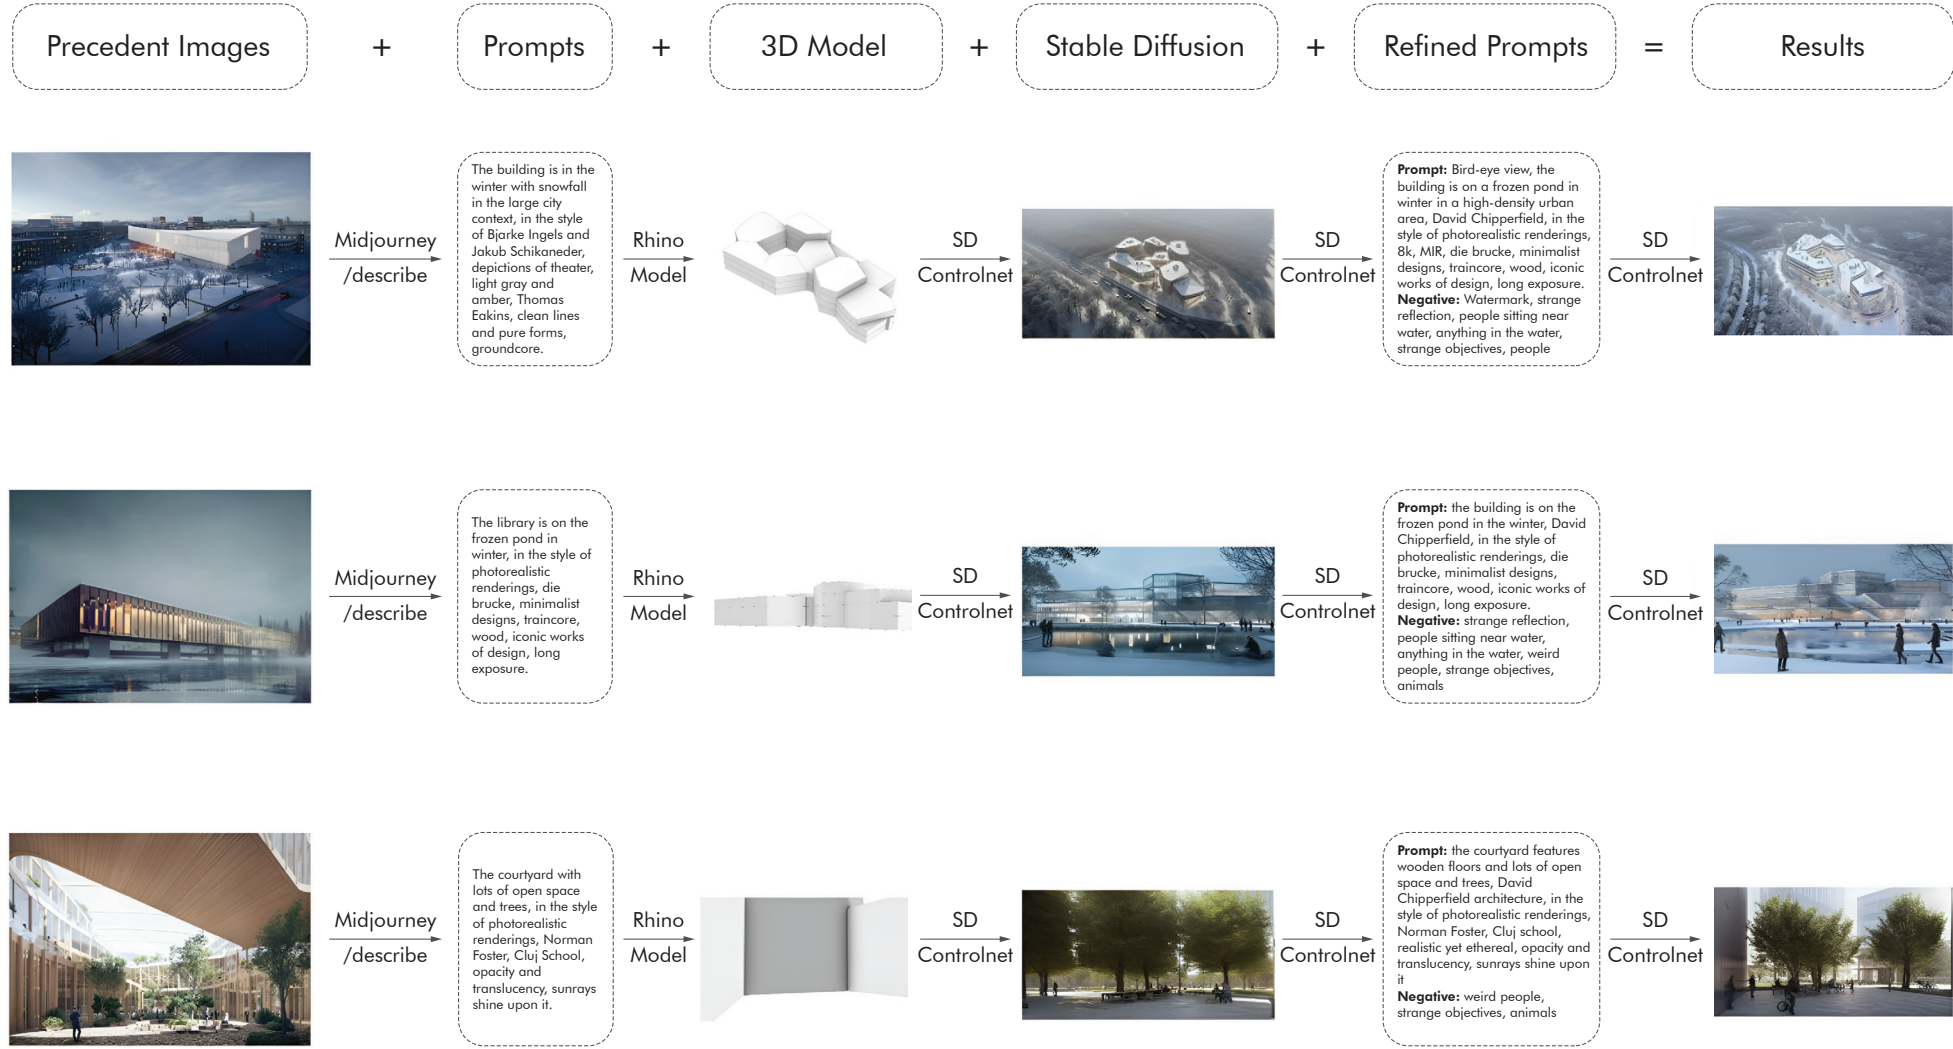 Precedent Images + Prompts + 3D Model + Stable Diffusion + Refined Prompts = Results
Midjourney
/describe
The building is in the
winter with snowfall
in the large city
context, in the style
of Bjarke Ingels and
Jakub Schikaneder,
depictions of theater,
light gray and
amber, Thomas
Eakins, clean lines
and pure forms,
groundcore.
Rhino
Model
SD
Controlnet
SD
Controlnet
Prompt: Bird-eye view, the
building is on a frozen pond in
winter in a high-density urban
area, David Chipperfield, in the
style of photorealistic renderings,
8k, MIR, die brucke, minimalist
designs, traincore, wood, iconic
works of design, long exposure.
Negative: Watermark, strange
reflection, people sitting near
water, anything in the water,
strange objectives, people
SD
Controlnet
Midjourney
/describe
The library is on the
frozen pond in
winter, in the style of
photorealistic
renderings, die
brucke, minimalist
designs, traincore,
wood, iconic works
of design, long
exposure.
Rhino
Model
SD
Controlnet
SD
Controlnet
Prompt: the building is on the
frozen pond in the winter, David
Chipperfield, in the style of
photorealistic renderings, die
brucke, minimalist designs,
traincore, wood, iconic works of
design, long exposure.
Negative: strange reflection,
people sitting near water,
anything in the water, weird
people, strange objectives,
animals
SD
Controlnet
Midjourney
/describe
The courtyard with
lots of open space
and trees, in the style
of photorealistic
renderings, Norman
Foster, Cluj School,
opacity and
translucency, sunrays
shine upon it.
Rhino
Model
SD
Controlnet
SD
Controlnet
Prompt: the courtyard features
wooden floors and lots of open
space and trees, David
Chipperfield architecture, in the
style of photorealistic renderings,
Norman Foster, Cluj school,
realistic yet ethereal, opacity and
translucency, sunrays shine upon
it
Negative: weird people,
strange objectives, animals
SD
Controlnet